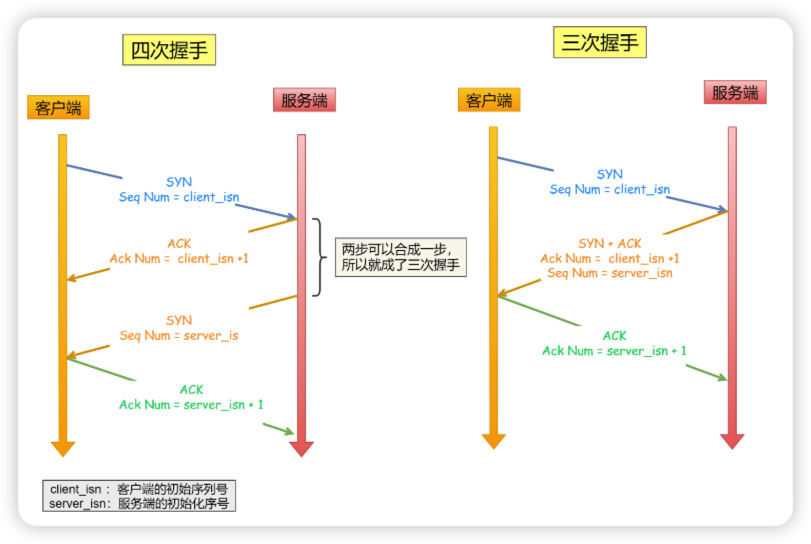 四次握手
客户端
服务端
SYN
Seq Num = client_isn
ACK
Ack Num = client_isn +1
SYN
Seq Num = server_is
ACK
Ack Num = server_isn + 1
两步可以合成一步，
所以就成了三次握手
三次握手
客户端
服务端
SYN
Seq Num = client_isn
SYN + ACK
Ack Num = client_isn +1
Seq Num = server_isn
ACK
Ack Num = server_isn + 1
client_isn ：客户端的初始序列号
server_isn：服务端的初始化序号